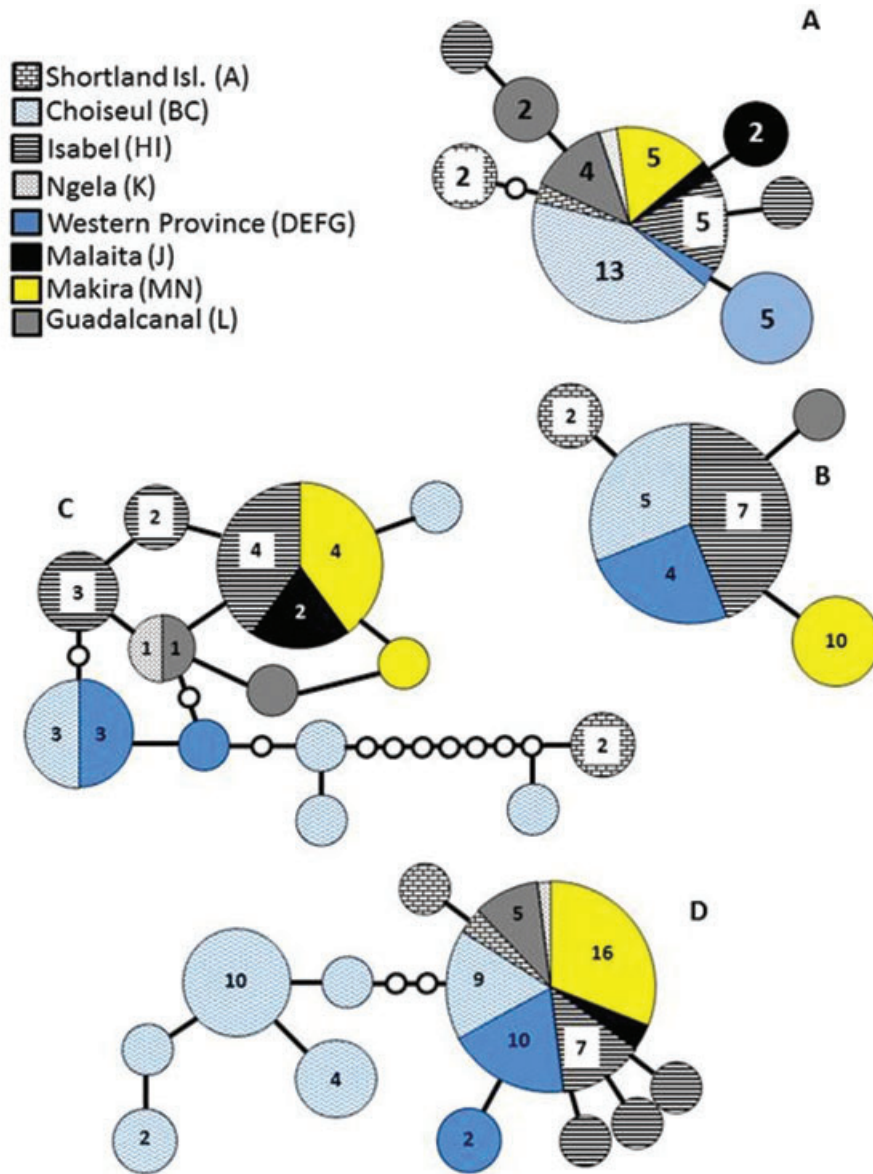 A
Shortland Isl. (A)
Choiseul (BC)
Isabel (HI)
Ngela (K)
Western Province (DEFG)
Malaita (J)
Makira (MN)
Guadalcanal (L)
2
2
4
5
2
5
13
5
B
2
5
7
4
10
C
2
4
4
2
3
1
1
3
3
2
D
5
16
9
10
7
10
4
2
2